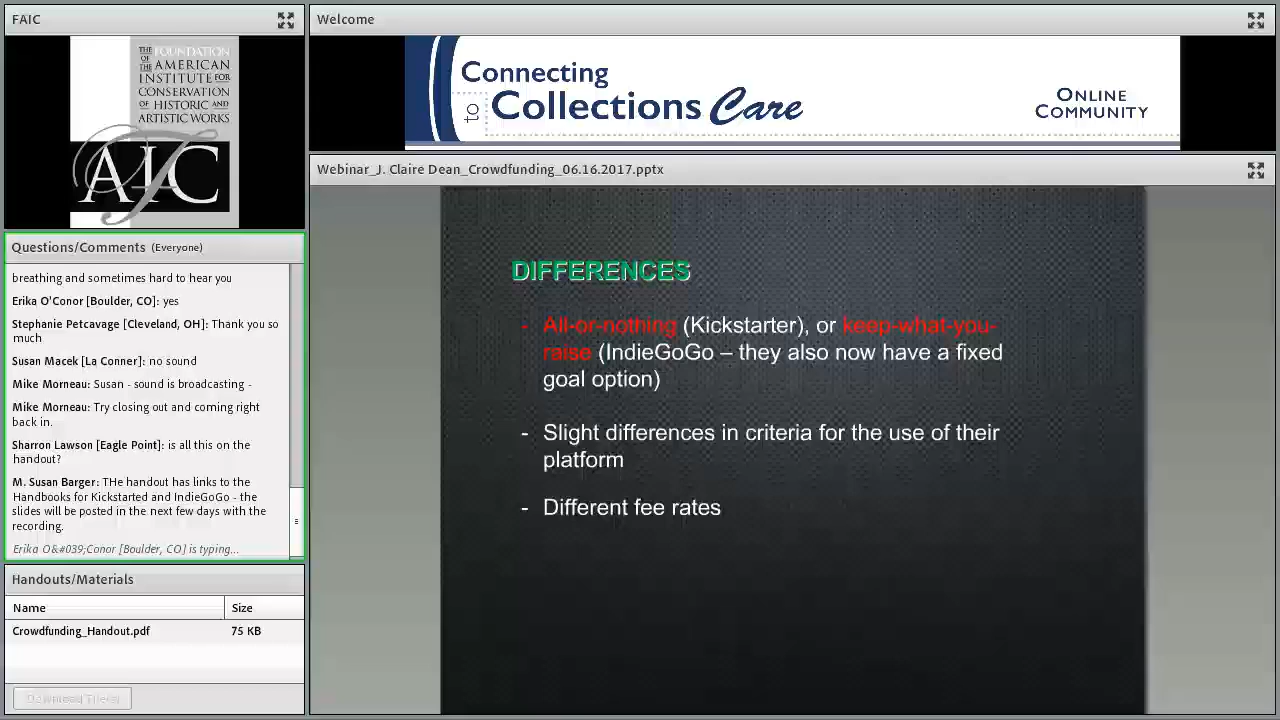 FAIC
THE FOUNDATION
OF THE AMERICAN
INSTITUTE FOR
CONSERVATION
OF HISTORIC AND
ARTISTIC WORKS
AIC
Questions/Comments (Everyone)
breathing and sometimes hard to hear you
Erika O'Conor [Boulder, CO]: yes
Stephanie Petcavage [Cleveland, OH]: Thank you so
much
Susan Macek [La Conner]: no sound
Mike Morneau: Susan - sound is broadcasting -
Mike Morneau: Try closing out and coming right
back in.
Sharron Lawson [Eagle Point]: is all this on the
handout?
M. Susan Barger: THe handout has links to the
Handbooks for Kickstarted and IndieGoGo - the
slides will be posted in the next few days with the
recording.
Erika O&#039;Conor [Boulder, CO] is typing...
Handouts/Materials
Name Size
Crowdfunding_Handout.pdf 75 KB
Download File(s)
Welcome
Connecting
to Collections Care
ONLINE
COMMUNITY
Webinar_J. Claire Dean_Crowdfunding_06.16.2017.pptx
DIFFERENCES
- All-or-nothing (Kickstarter), or keep-what-you-
raise (IndieGoGo – they also now have a fixed
goal option)
- Slight differences in criteria for the use of their
platform
- Different fee rates